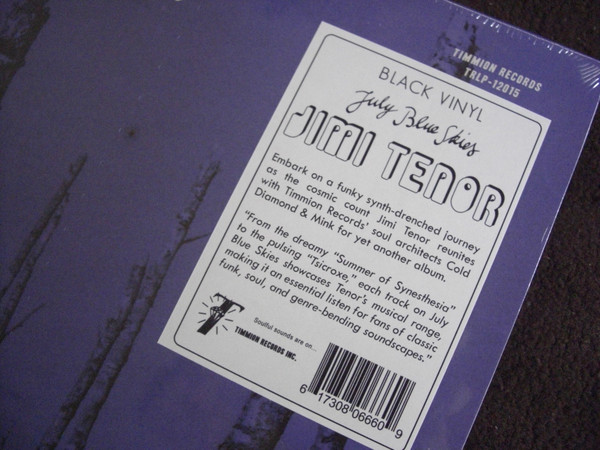 TIMMION RECORDS
TRLP-12015
BLACK VINYL
July Blue Skies
JIMI TENOR
Embark on a funky synth-drenched journey
as the cosmic count Jimi Tenor reunites
with Timmion Records' soul architects Cold
Diamond & Mink for yet another album.
"From the dreamy "Summer of Synesthesia"
to the pulsing "Tsicroxe," each track on July
Blue Skies showcases Tenor's musical range,
making it an essential listen for fans of classic
funk, soul, and genre-bending soundscapes."
Soulful sounds are on...
T
TIMMION RECORDS INC.
6 17308 06660 9